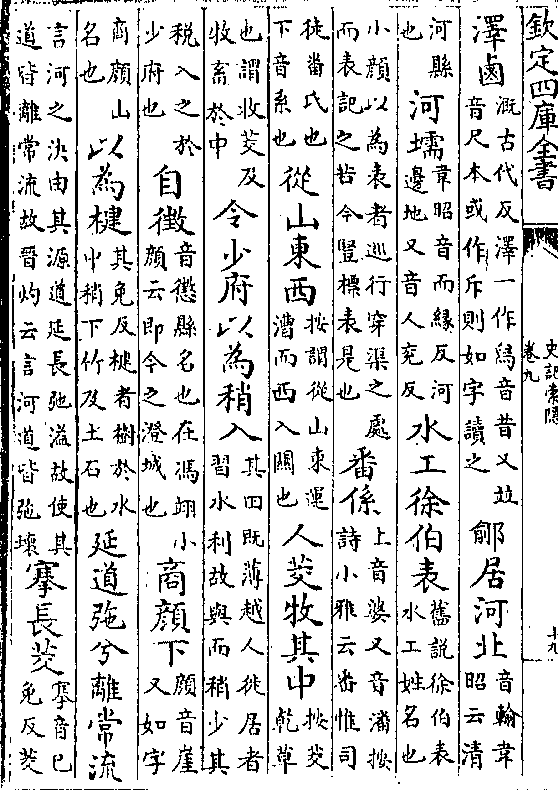 欽定四庫全書
史記索隱
卷九
十九
澤鹵溉古代反澤一作舄音昔又並音尺本或作斥則如字讀之鄃居河北音輸韋昭云清
河縣也河壖韋昭音而緣反河邊地又音人兗反水工徐伯表舊說徐伯表水工姓名也
小顏以為表者巡行穿渠之處而表記之若今豎標表是也番係上音婆又音潘按詩小雅云番惟司
徒番氏也下音系也從山東西按謂從山東運漕而西入關也人茭牧其中按茭乾草
也謂收茭及牧畜於中令少府以為稍入其田既薄越人徙居者習水利故與而稍少其
稅入之於少府也自徵音懲縣名也在馮翊小顏云即今之澄城也商顏下顏音崖又如字
商顏山名也以為楗其免反楗者樹於水中稍下竹及土石也延道弛兮離常流
言河之決由其源道延長弛溢故使其道皆離常流故晉灼云言河道皆弛壞搴長茭搴音已免反茭